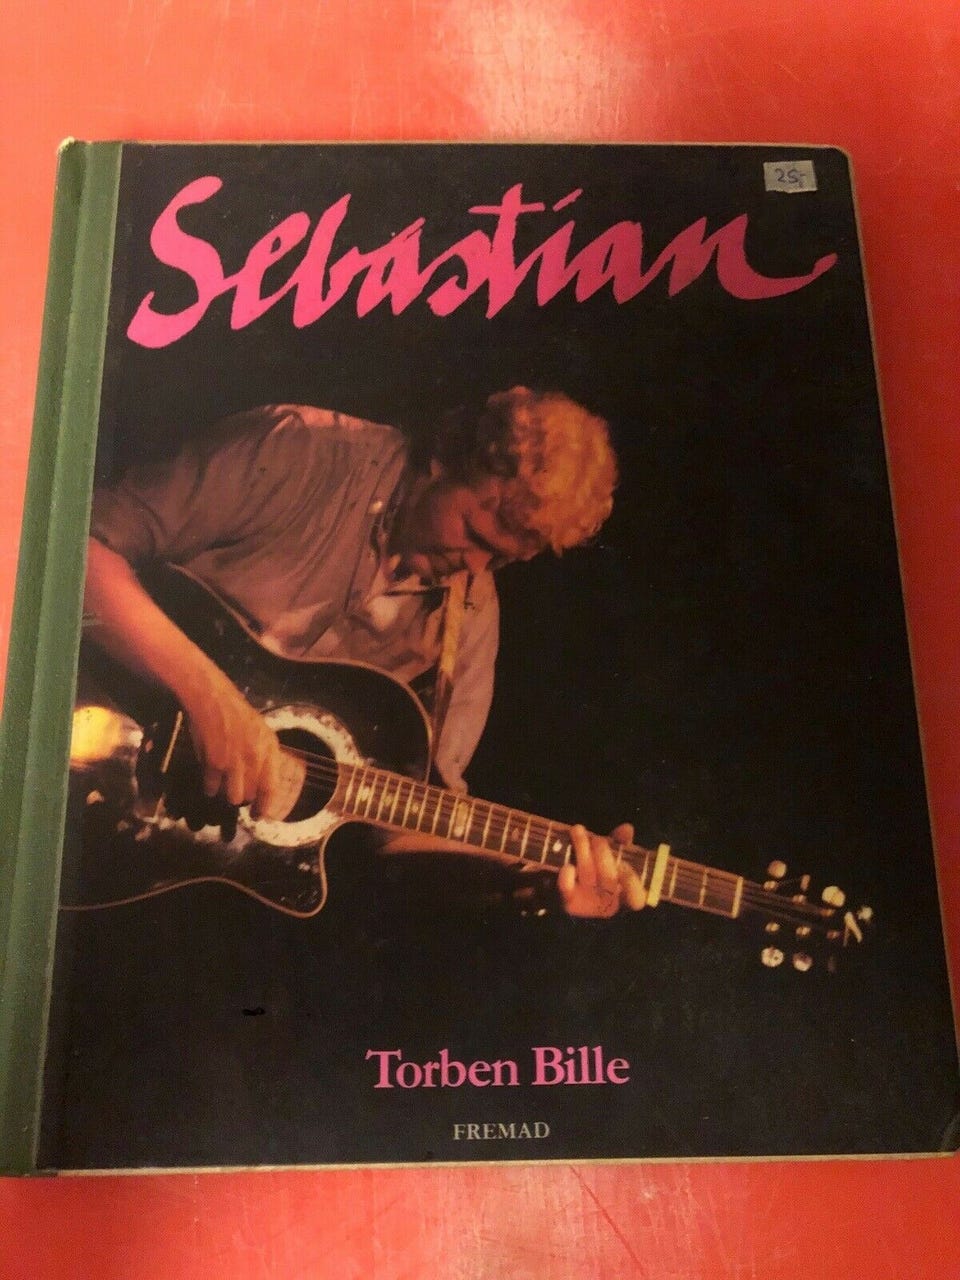 Sebastian
25,-
Torben Bille
FREMAD